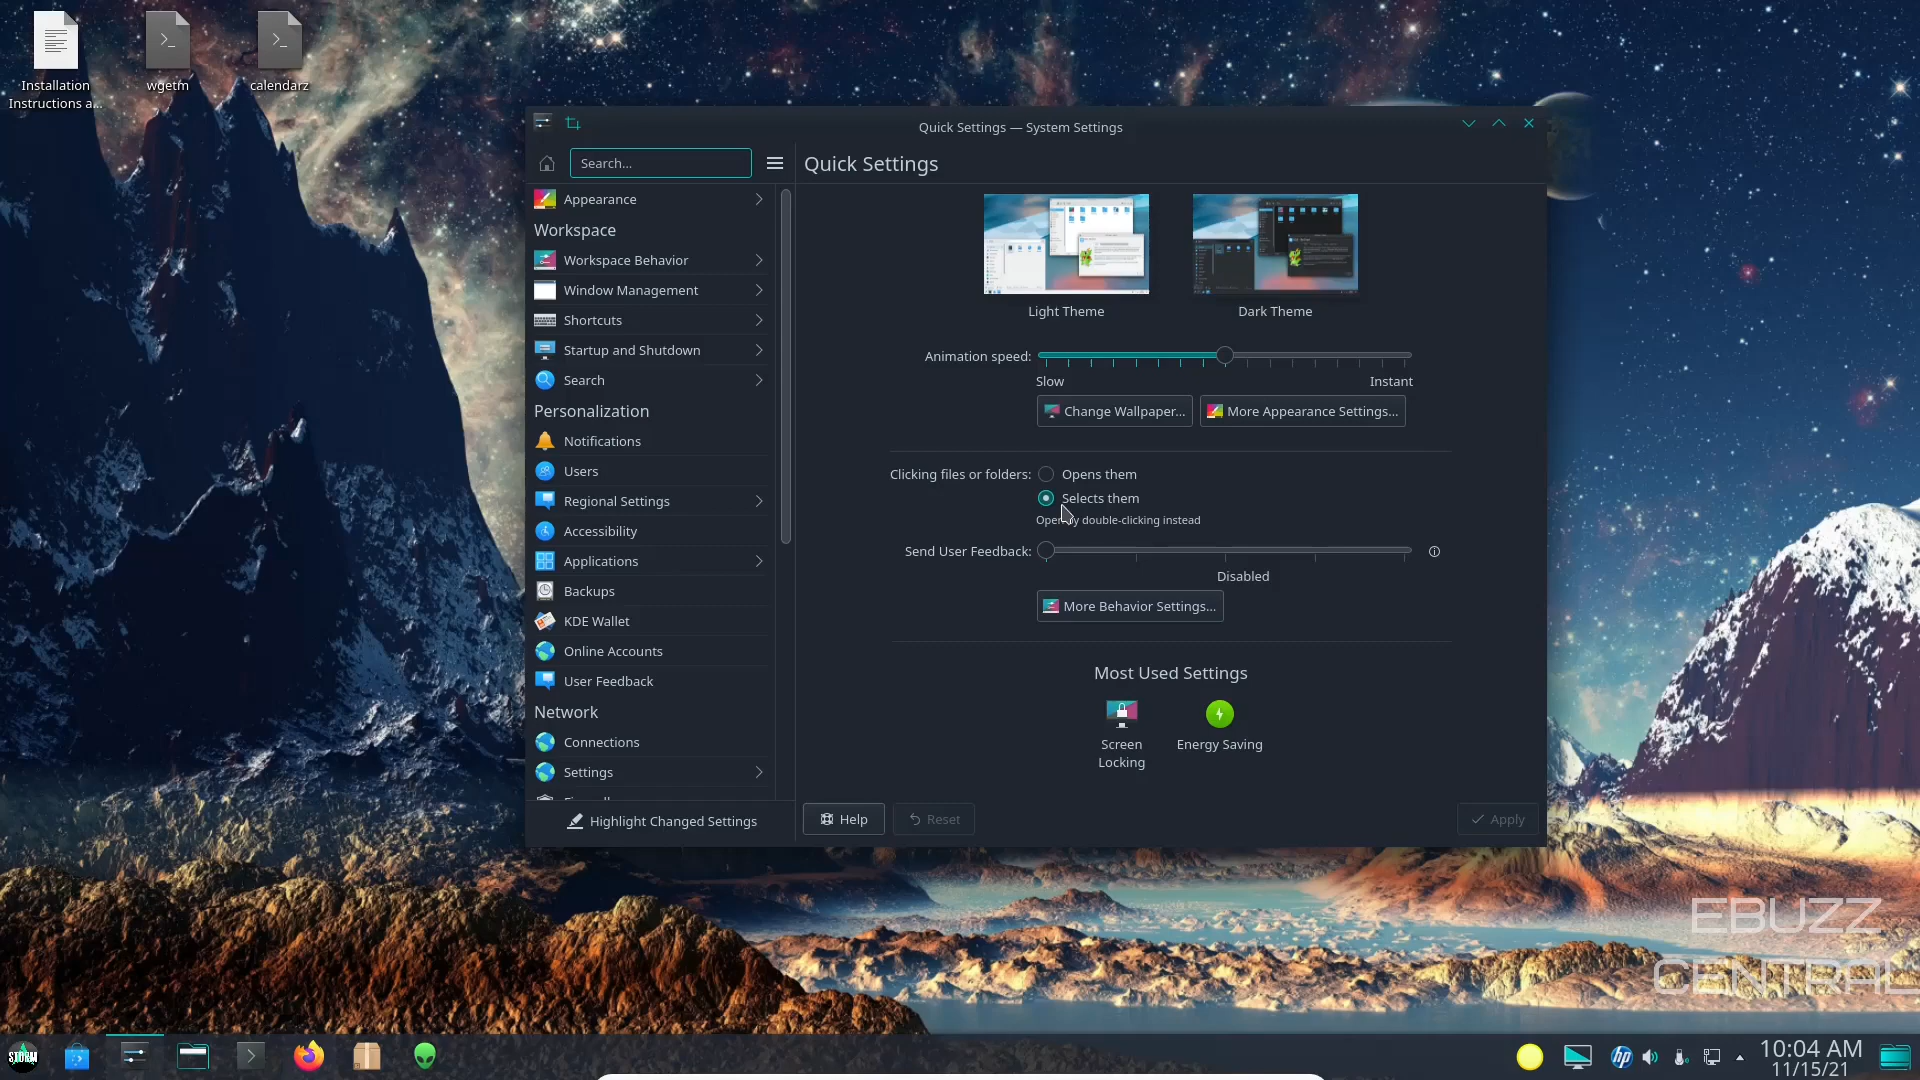 Installation
Instructions a...
wgetm
calendarz
Quick Settings — System Settings
Search...
Quick Settings
Appearance
Workspace
Workspace Behavior
Window Management
Shortcuts
Startup and Shutdown
Search
Personalization
Notifications
Users
Regional Settings
Accessibility
Applications
Backups
KDE Wallet
Online Accounts
User Feedback
Network
Connections
Settings
Highlight Changed Settings
Light Theme
Dark Theme
Animation speed:
Slow
Instant
Change Wallpaper...
More Appearance Settings...
Clicking files or folders:
Opens them
Selects them
Open by double-clicking instead
Send User Feedback:
Disabled
More Behavior Settings...
Most Used Settings
Screen
Locking
Energy Saving
Help
Reset
Apply
EBUZZ
CENTRAL
STORM
hp
10:04 AM
11/15/21